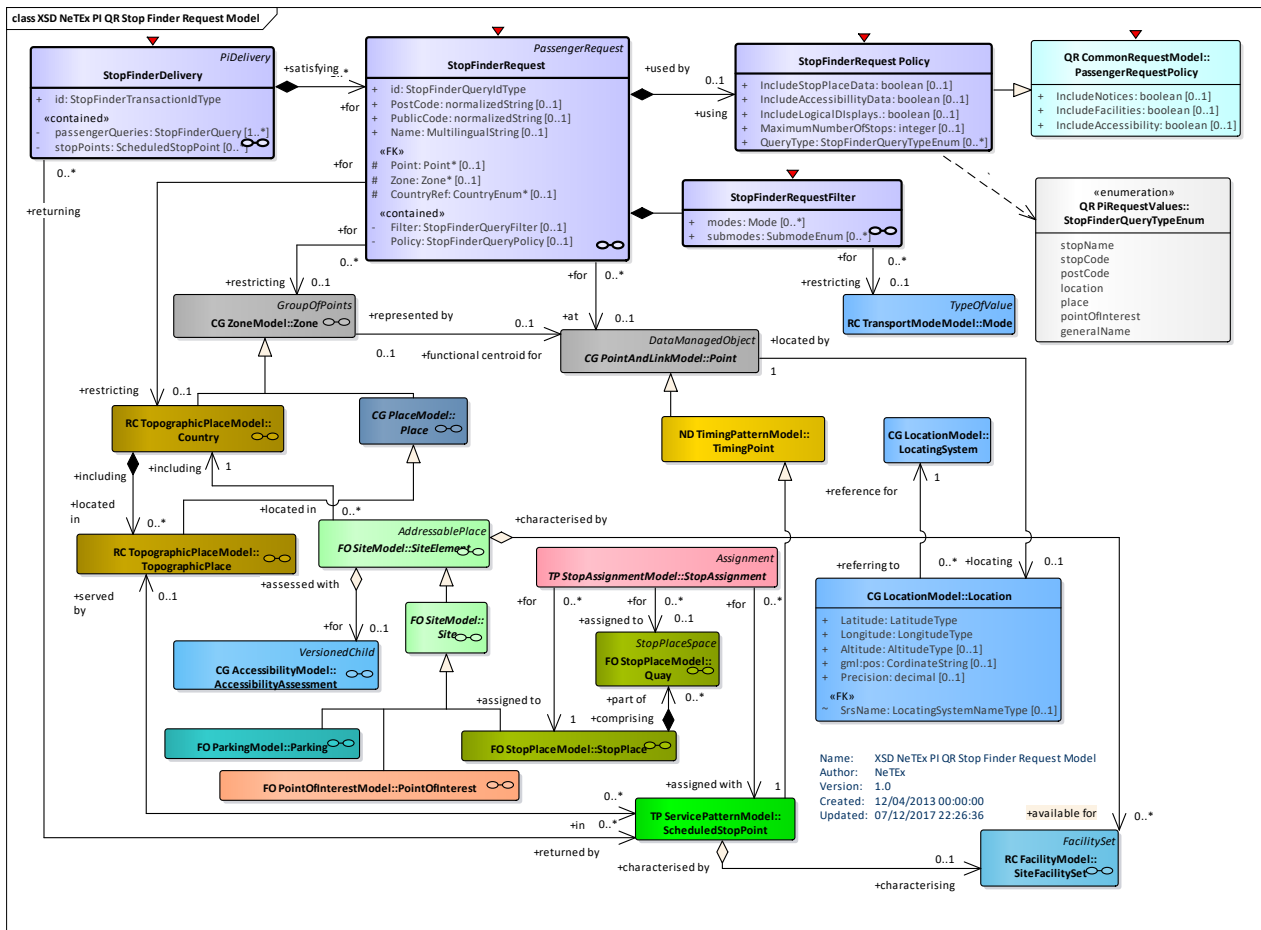 class XSD NeTEx PI QR Stop Finder Request Model
PiDelivery
StopFinderDelivery
+ id: StopFinderTransactionIdType
«contained»
- passengerQueries: StopFinderQuery [1..*]
- stopPoints: ScheduledStopPoint [0..*]
+satisfying
+for
PassengerRequest
StopFinderRequest
+ id: StopFinderQueryIdType
+ PostCode: normalizedString [0..1]
+ PublicCode: normalizedString [0..1]
+ Name: MultilingualString [0..1]
«FK»
# Point: Point* [0..1]
# Zone: Zone* [0..1]
# CountryRef: CountryEnum* [0..1]
«contained»
- Filter: StopFinderQueryFilter [0..1]
- Policy: StopFinderQueryPolicy [0..1]
+used by
0..1
+using
StopFinderRequest Policy
+ IncludeStopPlaceData: boolean [0..1]
+ IncludeAccessibillityData: boolean [0..1]
+ IncludeLogicalDIsplays.: boolean [0..1]
+ MaximumNumberOfStops: integer [0..1]
+ QueryType: StopFinderQueryTypeEnum [0..*]
QR CommonRequestModel::
PassengerRequestPolicy
+ IncludeNotices: boolean [0..1]
+ IncludeFacilities: boolean [0..1]
+ IncludeAccessibility: boolean [0..1]
«enumeration»
QR PiRequestValues::
StopFinderQueryTypeEnum
stopName
stopCode
postCode
location
place
pointOfInterest
generalName
StopFinderRequestFilter
+ modes: Mode [0..*]
+ submodes: SubmodeEnum [0..*]
+for
0..*
+restricting
0..1
TypeOfValue
RC TransportModeModel::Mode
0..*
+returning
+for
+for
0..*
+restricting
0..1
+for
0..*
+at
0..1
GroupOfPoints
CG ZoneModel::Zone
+represented by
0..1
0..1
+functional centroid for
DataManagedObject
CG PointAndLinkModel::Point
+located by
1
+restricting
0..1
RC TopographicPlaceModel::
Country
CG PlaceModel::
Place
ND TimingPatternModel::
TimingPoint
CG LocationModel::
LocatingSystem
+including
+including
1
+reference for
1
+located
in
0..*
+located in
0..*
RC TopographicPlaceModel::
TopographicPlace
AddressablePlace
FO SiteModel::SiteElement
+characterised by
Assignment
TP StopAssignmentModel::StopAssignment
+referring to
0..*
+locating
0..1
+served
by
0..1
+assessed with
+for
0..1
FO SiteModel::
Site
+for
0..*
+for
0..*
+for
0..*
+assigned to
0..1
CG LocationModel::Location
+ Latitude: LatitudeType
+ Longitude: LongitudeType
+ Altitude: AltitudeType [0..1]
+ gml:pos: CordinateString [0..1]
+ Precision: decimal [0..1]
«FK»
~ SrsName: LocatingSystemNameType [0..1]
VersionedChild
CG AccessibilityModel::
AccessibilityAssessment
StopPlaceSpace
FO StopPlaceModel::
Quay
+part of
0..*
+comprising
+assigned to
1
FO ParkingModel::Parking
FO StopPlaceModel::StopPlace
FO PointOfInterestModel::PointOfInterest
Name: XSD NeTEx PI QR Stop Finder Request Model
Author: NeTEx
Version: 1.0
Created: 12/04/2013 00:00:00
Updated: 07/12/2017 22:26:36
+assigned with
1
0..*
+in
0..*
+returned by
TP ServicePatternModel::
ScheduledStopPoint
+characterised by
+available for
0..*
0..1
+characterising
FacilitySet
RC FacilityModel::
SiteFacilitySet